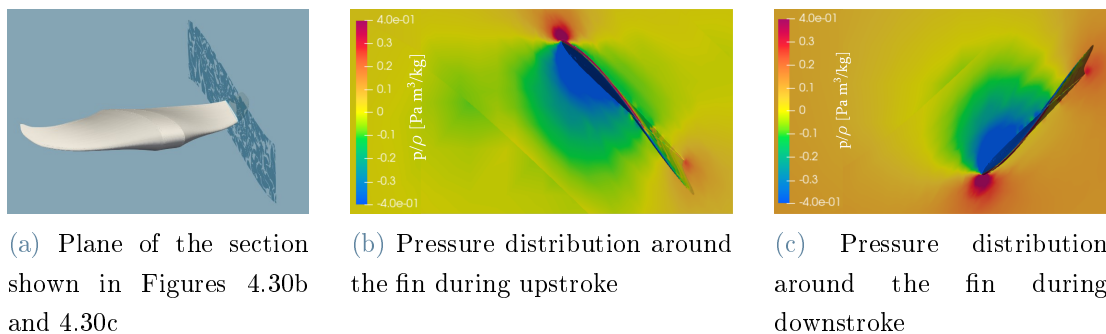 4.0e-01
0.3
0.2
0.1
0
-0.1
-0.2
-0.3
-4.0e-01
p/ρ [Pa m³/kg]
4.0e-01
0.3
0.2
0.1
0
-0.1
-0.2
-0.3
-4.0e-01
p/ρ [Pa m³/kg]
(a) Plane of the section
shown in Figures 4.30b
and 4.30c
(b) Pressure distribution around
the fin during upstroke
(c) Pressure distribution
around the fin during
downstroke